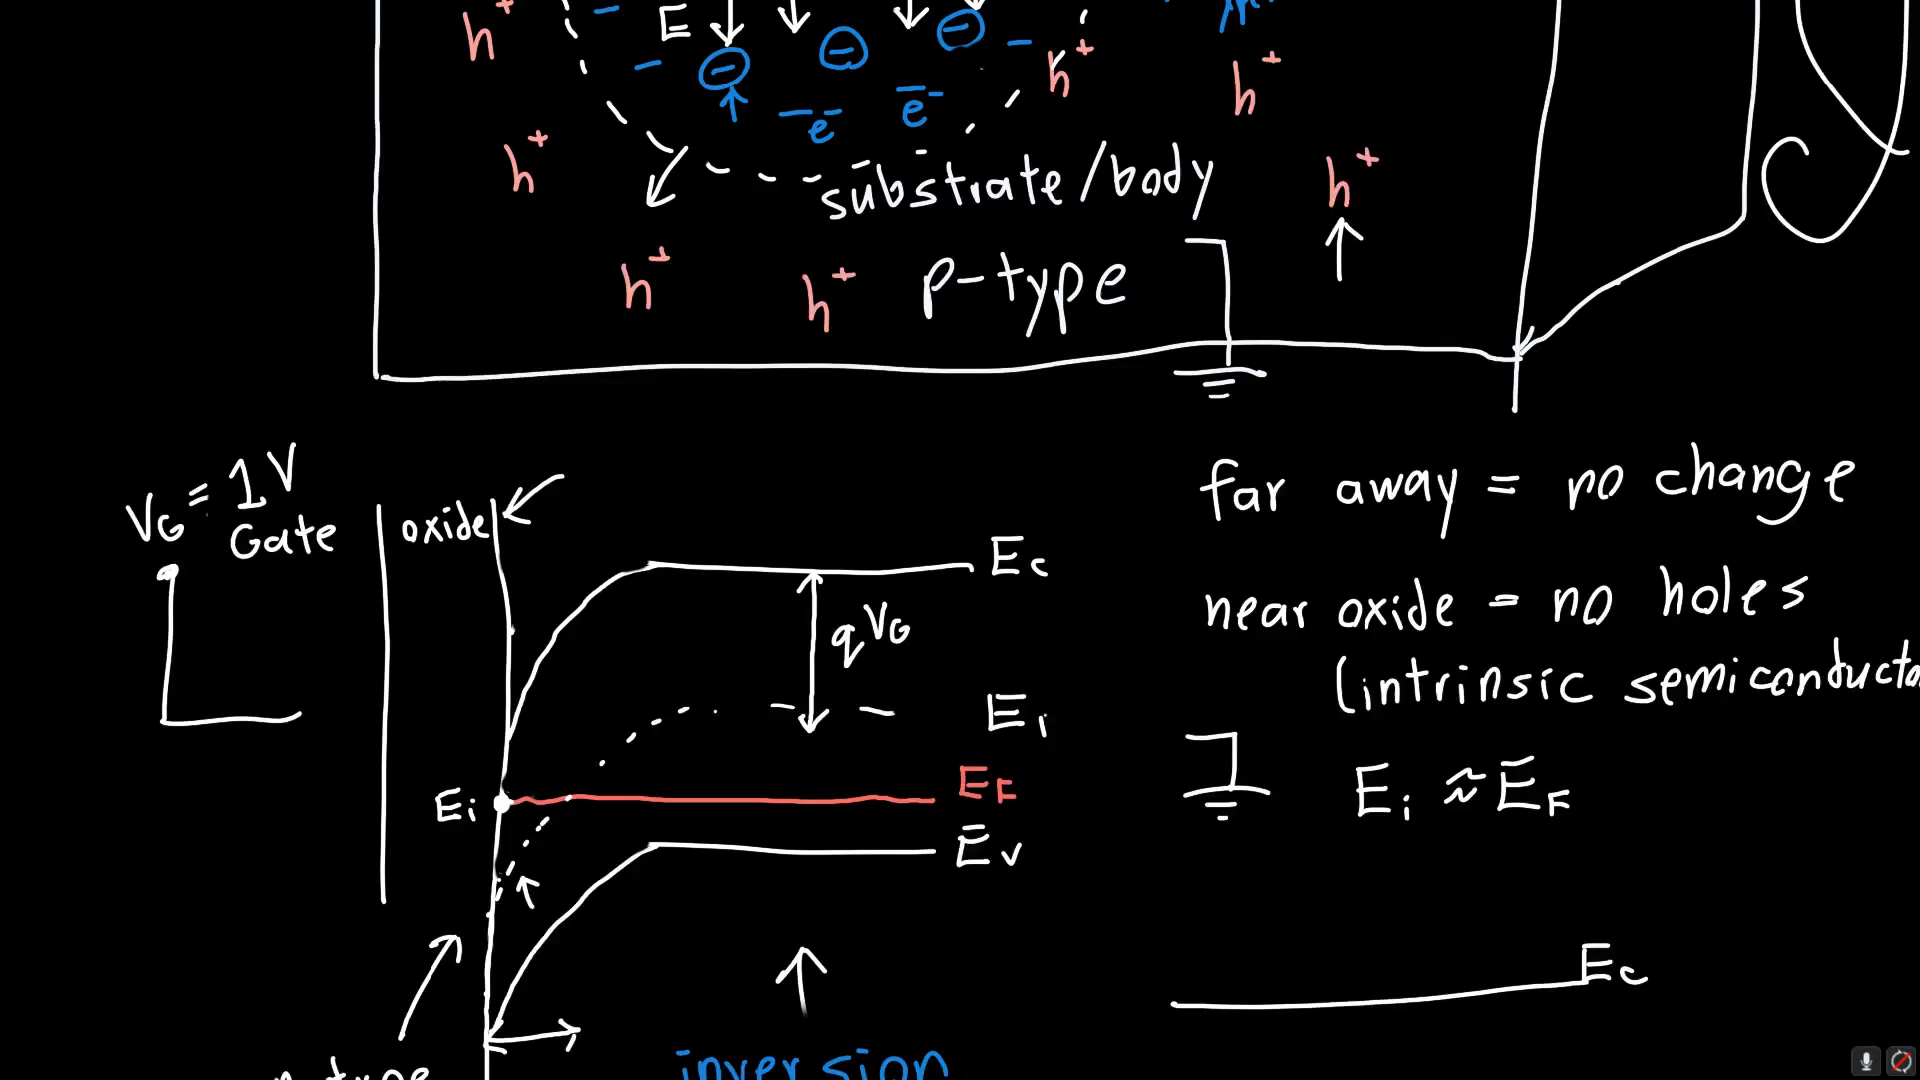 h+
E
-
-
-
-
-
-
h+
h+
-e-
e-
h+
h+
substrate/body
h+
h+
p-type
VG = 1V
Gate
oxide
Ec
qVG
Ei
EF
Ei
Ev
far away = no change
near oxide = no holes
(intrinsic semiconducto
Ei ≈ EF
Ec
inversion